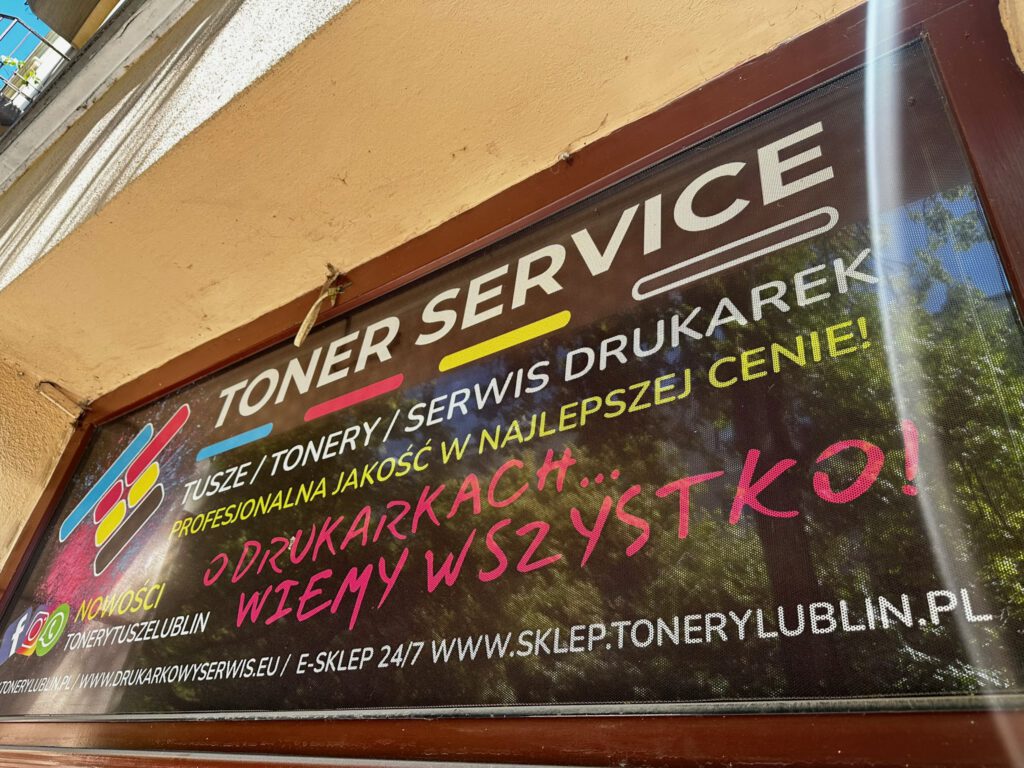 TONER SERVICE
TUSZE / TONERY / SERWIS DRUKAREK
PROFESJONALNA JAKOŚĆ W NAJLEPSZEJ CENIE!
O DRUKARKACH...
WIEMY WSZYSTKO!
NOWOŚCI
TONERYTUSZELUBLIN
TONERYLUBLIN.PL / WWW.DRUKARKOWYSERWIS.EU / E-SKLEP 24/7 WWW.SKLEP.TONERYLUBLIN.PL